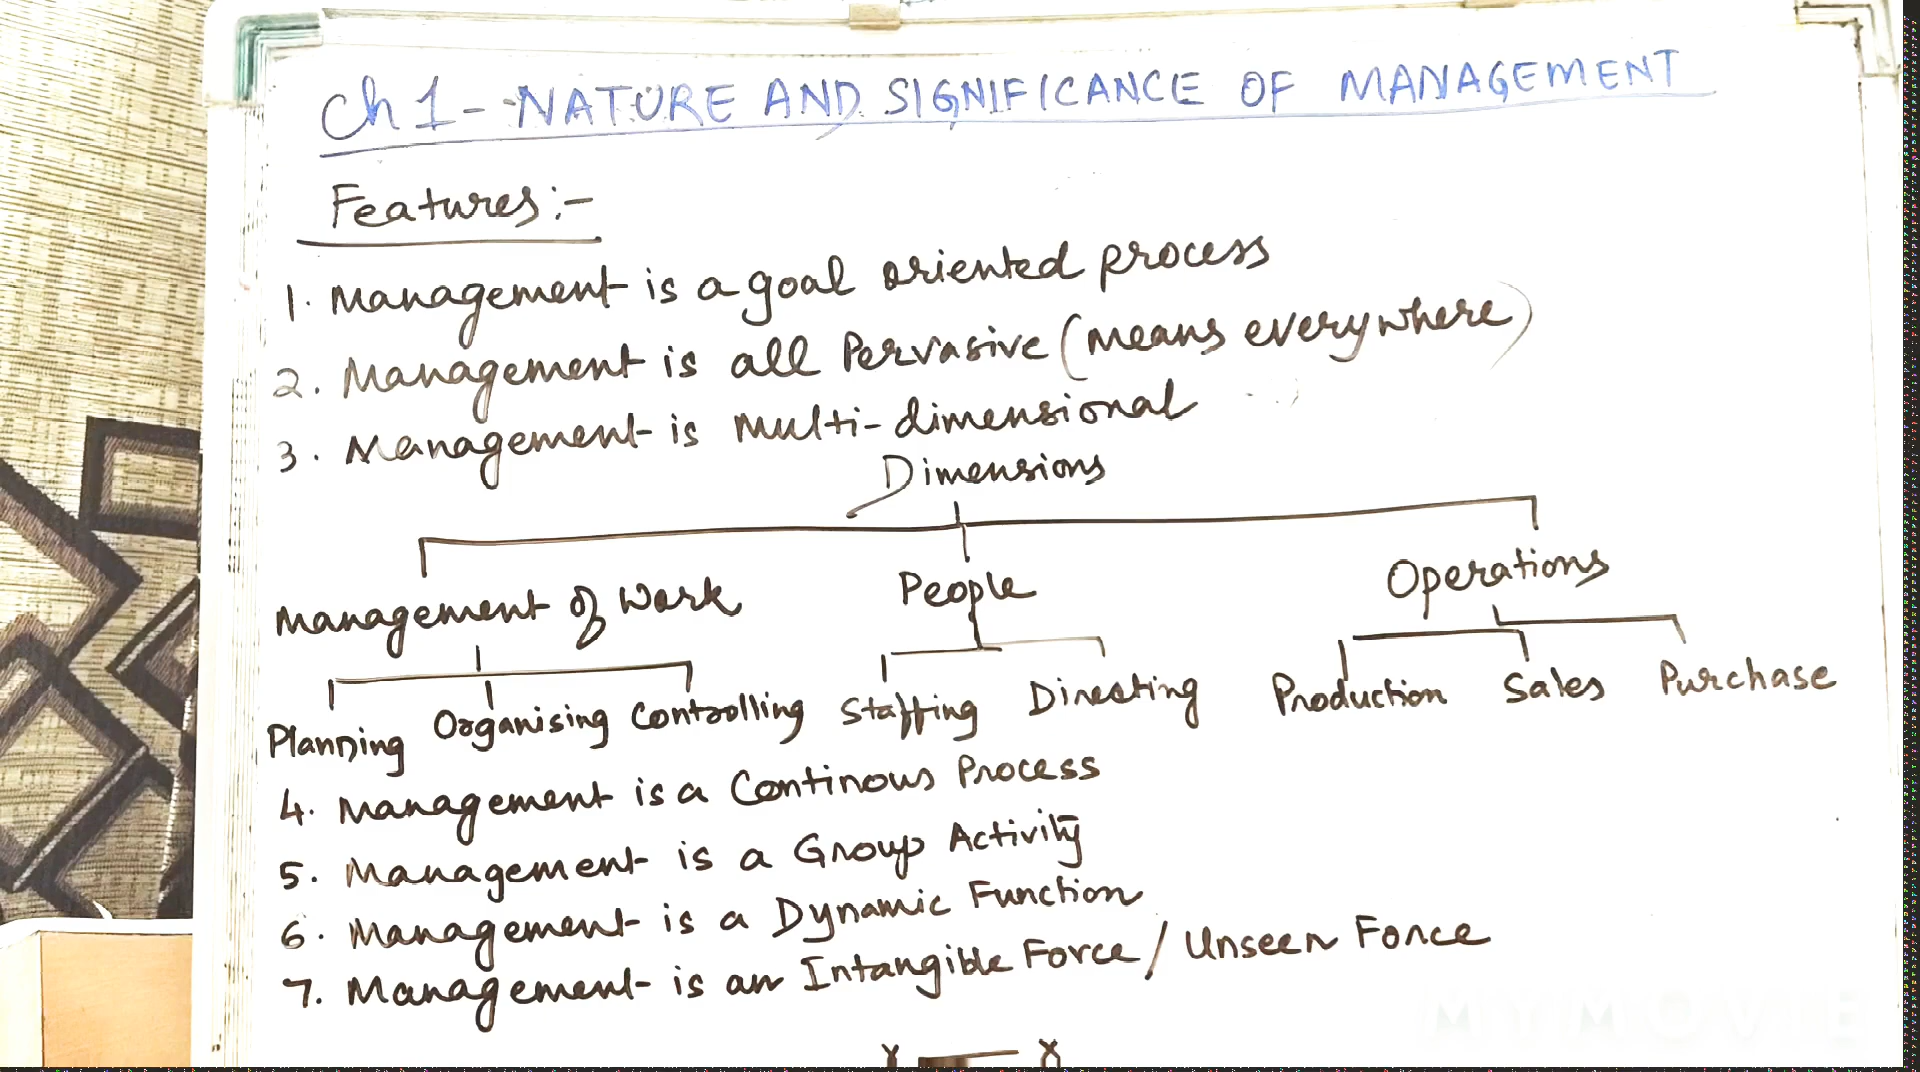 Ch 1- NATURE AND SIGNIFICANCE OF MANAGEMENT
Features:-
1. Management is a goal oriented process
2. Management is all Pervasive (means everywhere)
3. Management is Multi-dimensional
Dimensions
Management of Work People Operations
Planning Organising Controlling Staffing Directing Production Sales Purchase
4. Management is a Continous Process
5. Management is a Group Activity
6. Management is a Dynamic Function
7. Management is an Intangible Force / Unseen Force
x — x